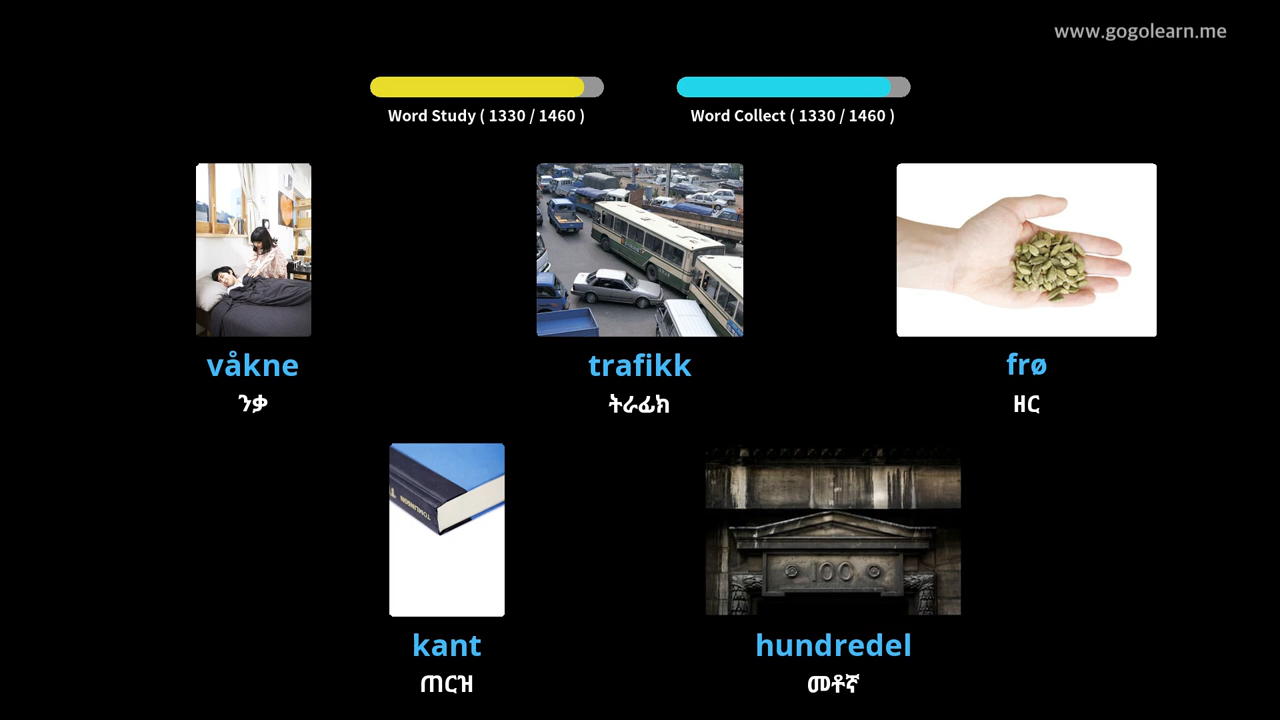 www.gogolearn.me
Word Study ( 1330 / 1460 )
Word Collect ( 1330 / 1460 )
våkne
ንቃ
trafikk
ትራፊክ
frø
ዘር
TOMLINSON
kant
ጠርዝ
100
hundredel
መቶኛ